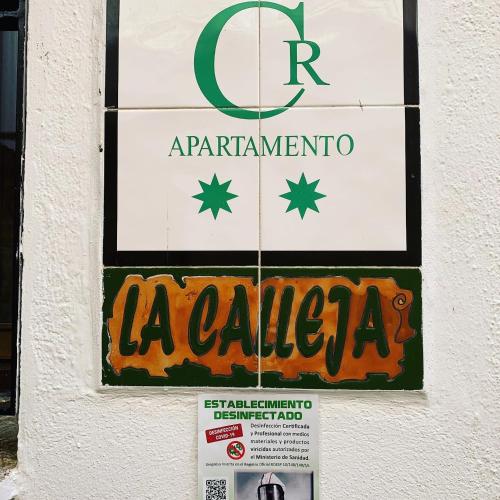 CR
APARTAMENTO
LA CALLEJA
ESTABLECIMIENTO
DESINFECTADO
DESINFECCIÓN
COVID-19
Desinfección Certificada
y Profesional con medios
materiales y productos
viricidas autorizados por
el Ministerio de Sanidad.